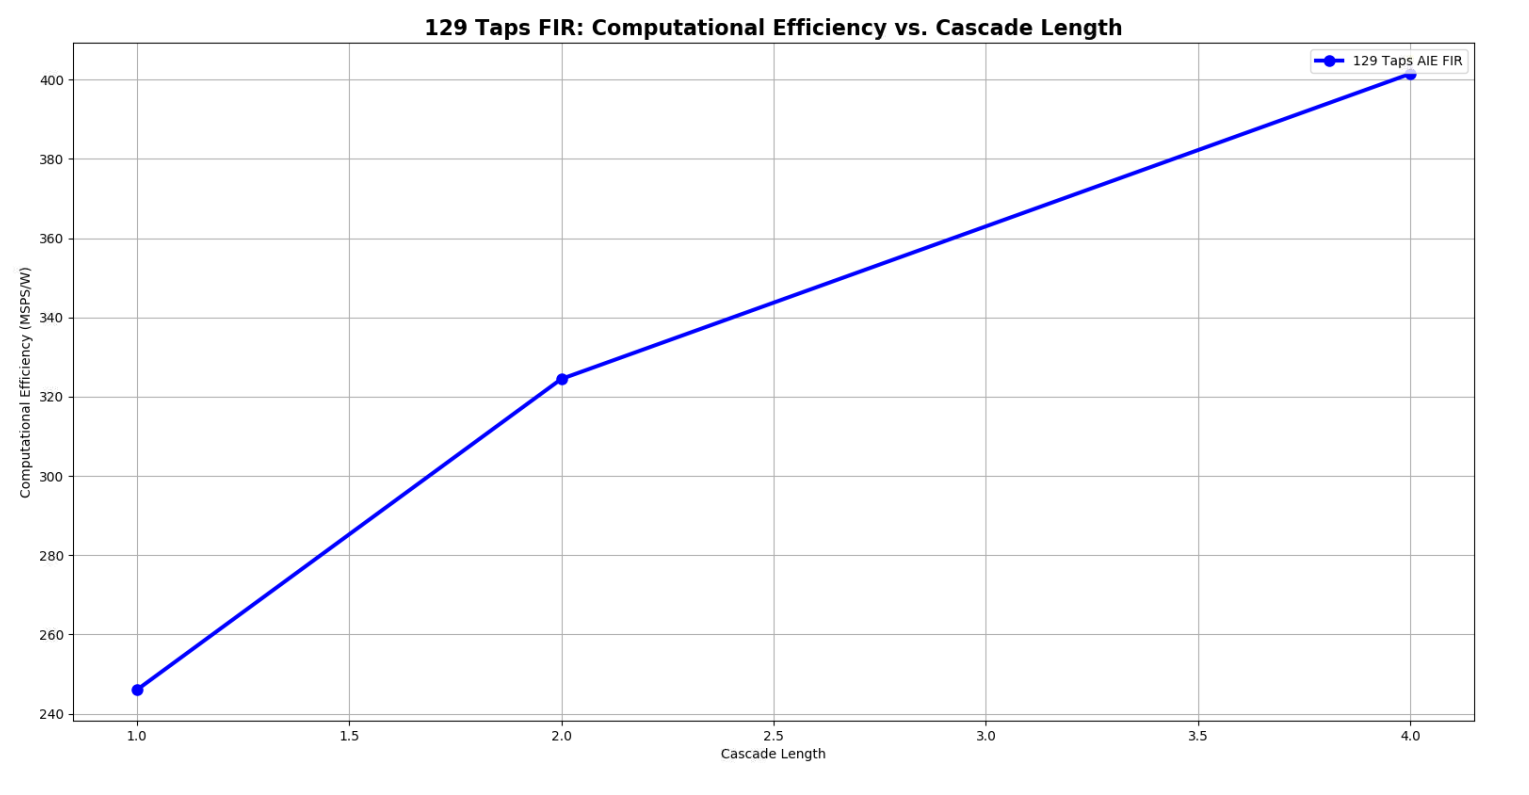 129 Taps FIR: Computational Efficiency vs. Cascade Length
129 Taps AIE FIR
Computational Efficiency (MSPS/W)
400
380
360
340
320
300
280
260
240
1.0 1.5 2.0 2.5 3.0 3.5 4.0
Cascade Length